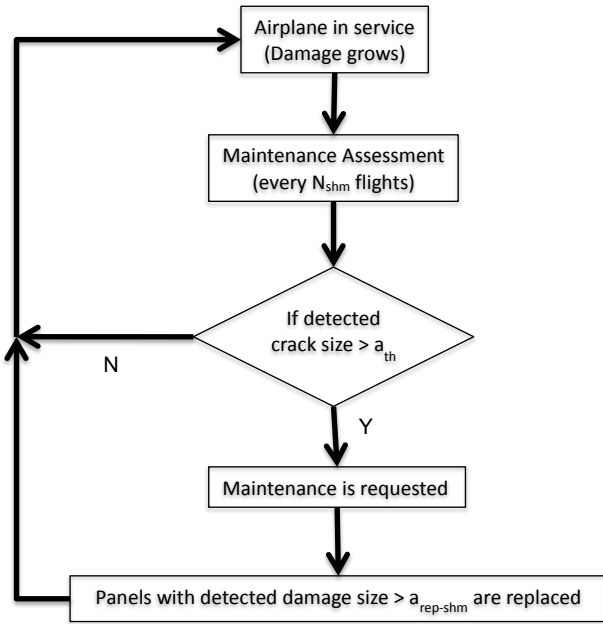 Airplane in service
(Damage grows)
Maintenance Assessment
(every Nshm flights)
If detected
crack size > ath
N
Y
Maintenance is requested
Panels with detected damage size > arep-shm are replaced